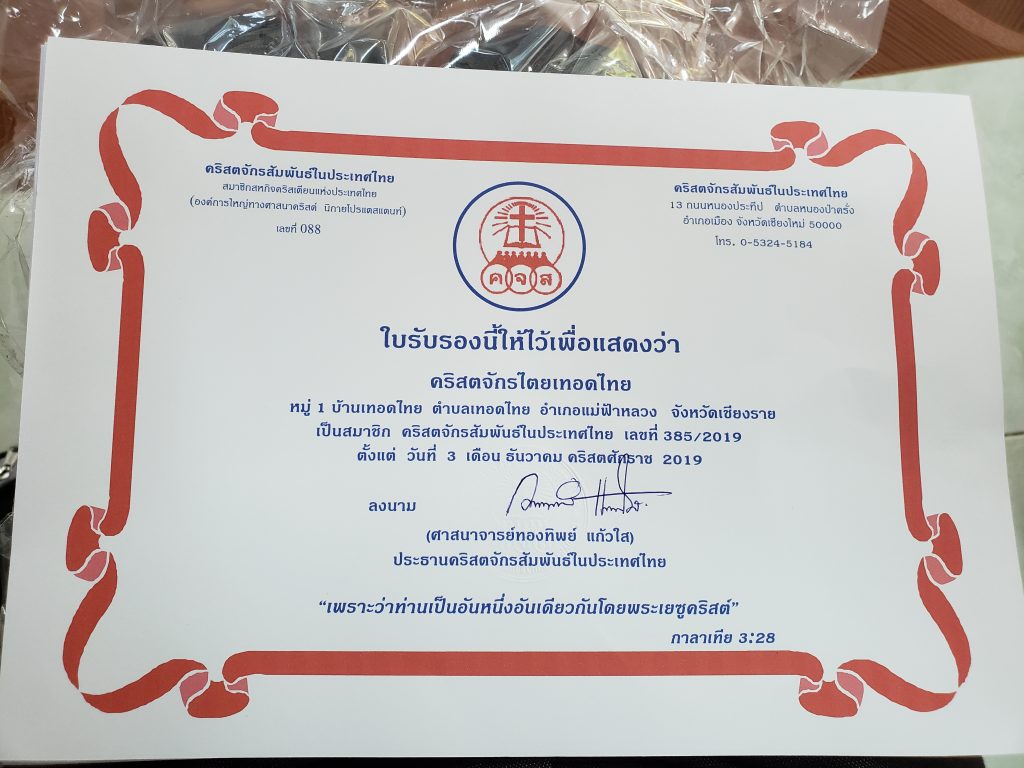 คริสตจักรสัมพันธ์ในประเทศไทย
สมาชิกสหกิจคริสเตียนแห่งประเทศไทย
(องค์การใหญ่ทางศาสนาคริสต์ นิกายโปรแตสแตนท์)
เลขที่ 088
คริสตจักรสัมพันธ์ในประเทศไทย
13 ถนนหนองประทีป ตำบลหนองป่าครั่ง
อำเภอเมือง จังหวัดเชียงใหม่ 50000
โทร. 0-5324-5184
ค จ ส
ใบรับรองนี้ให้ไว้เพื่อแสดงว่า
คริสตจักรไตยเทอดไทย
หมู่ 1 บ้านเทอดไทย ตำบลเทอดไทย อำเภอแม่ฟ้าหลวง จังหวัดเชียงราย
เป็นสมาชิก คริสตจักรสัมพันธ์ในประเทศไทย เลขที่ 385/2019
ตั้งแต่ วันที่ 3 เดือน ธันวาคม คริสตศักราช 2019
ลงนาม
(ศาสนาจารย์ทองทิพย์ แก้วใส)
ประธานคริสตจักรสัมพันธ์ในประเทศไทย
“เพราะว่าท่านเป็นอันหนึ่งอันเดียวกันโดยพระเยซูคริสต์”
กาลาเทีย 3:28